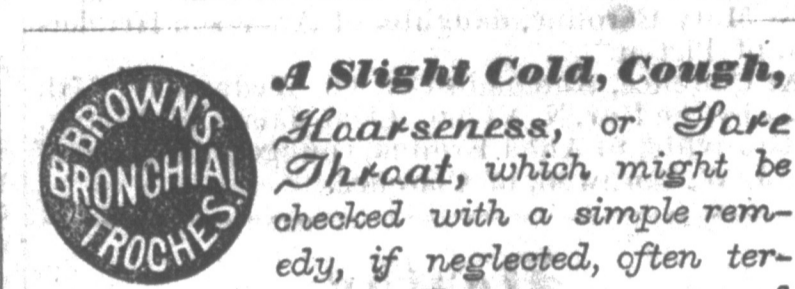 BROWN'S
BRONCHIAL
TROCHES.
A Slight Cold, Cough,
Hoarseness, or Sore
Throat, which might be
checked with a simple rem-
edy, if neglected, often ter-